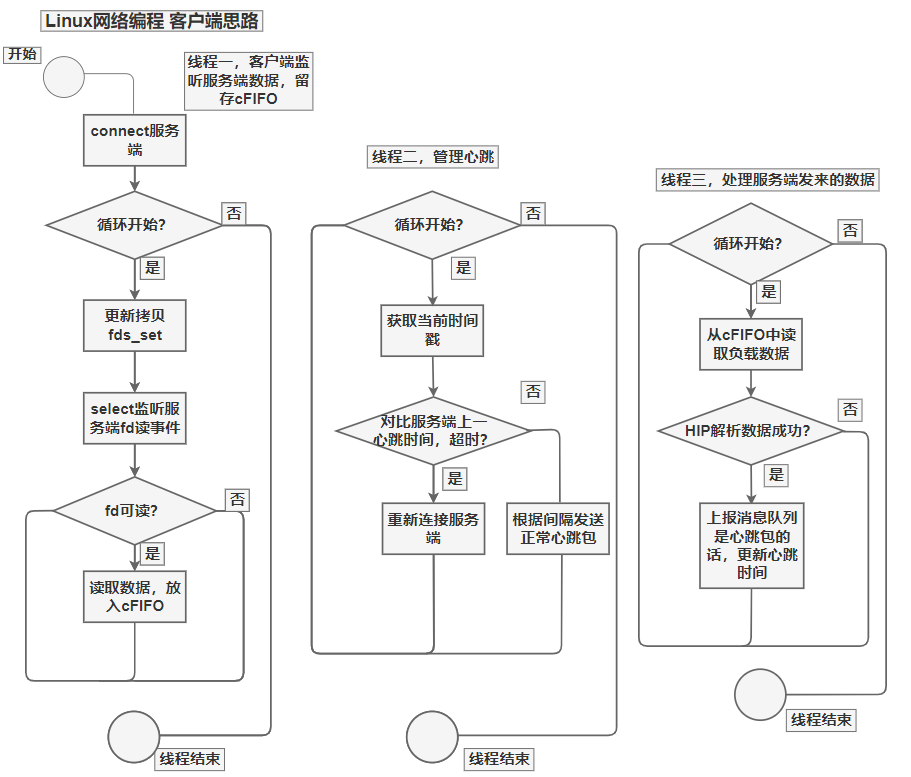 Linux网络编程 客户端思路
开始
线程一，客户端监
听服务端数据，留
存cFIFO
connect服务
端
循环开始?
否
是
更新拷贝
fds_set
select监听服
务端fd读事件
fd可读?
否
是
读取数据，放
入cFIFO
线程结束
线程二，管理心跳
循环开始?
否
是
获取当前时间
戳
对比服务端上一
心跳时间，超时?
否
是
重新连接服务
端
根据间隔发送
正常心跳包
线程结束
线程三，处理服务端发来的数据
循环开始?
否
是
从cFIFO中读
取负载数据
HIP解析数据成功?
否
是
上报消息队列
是心跳包的
话，更新心跳
时间
线程结束